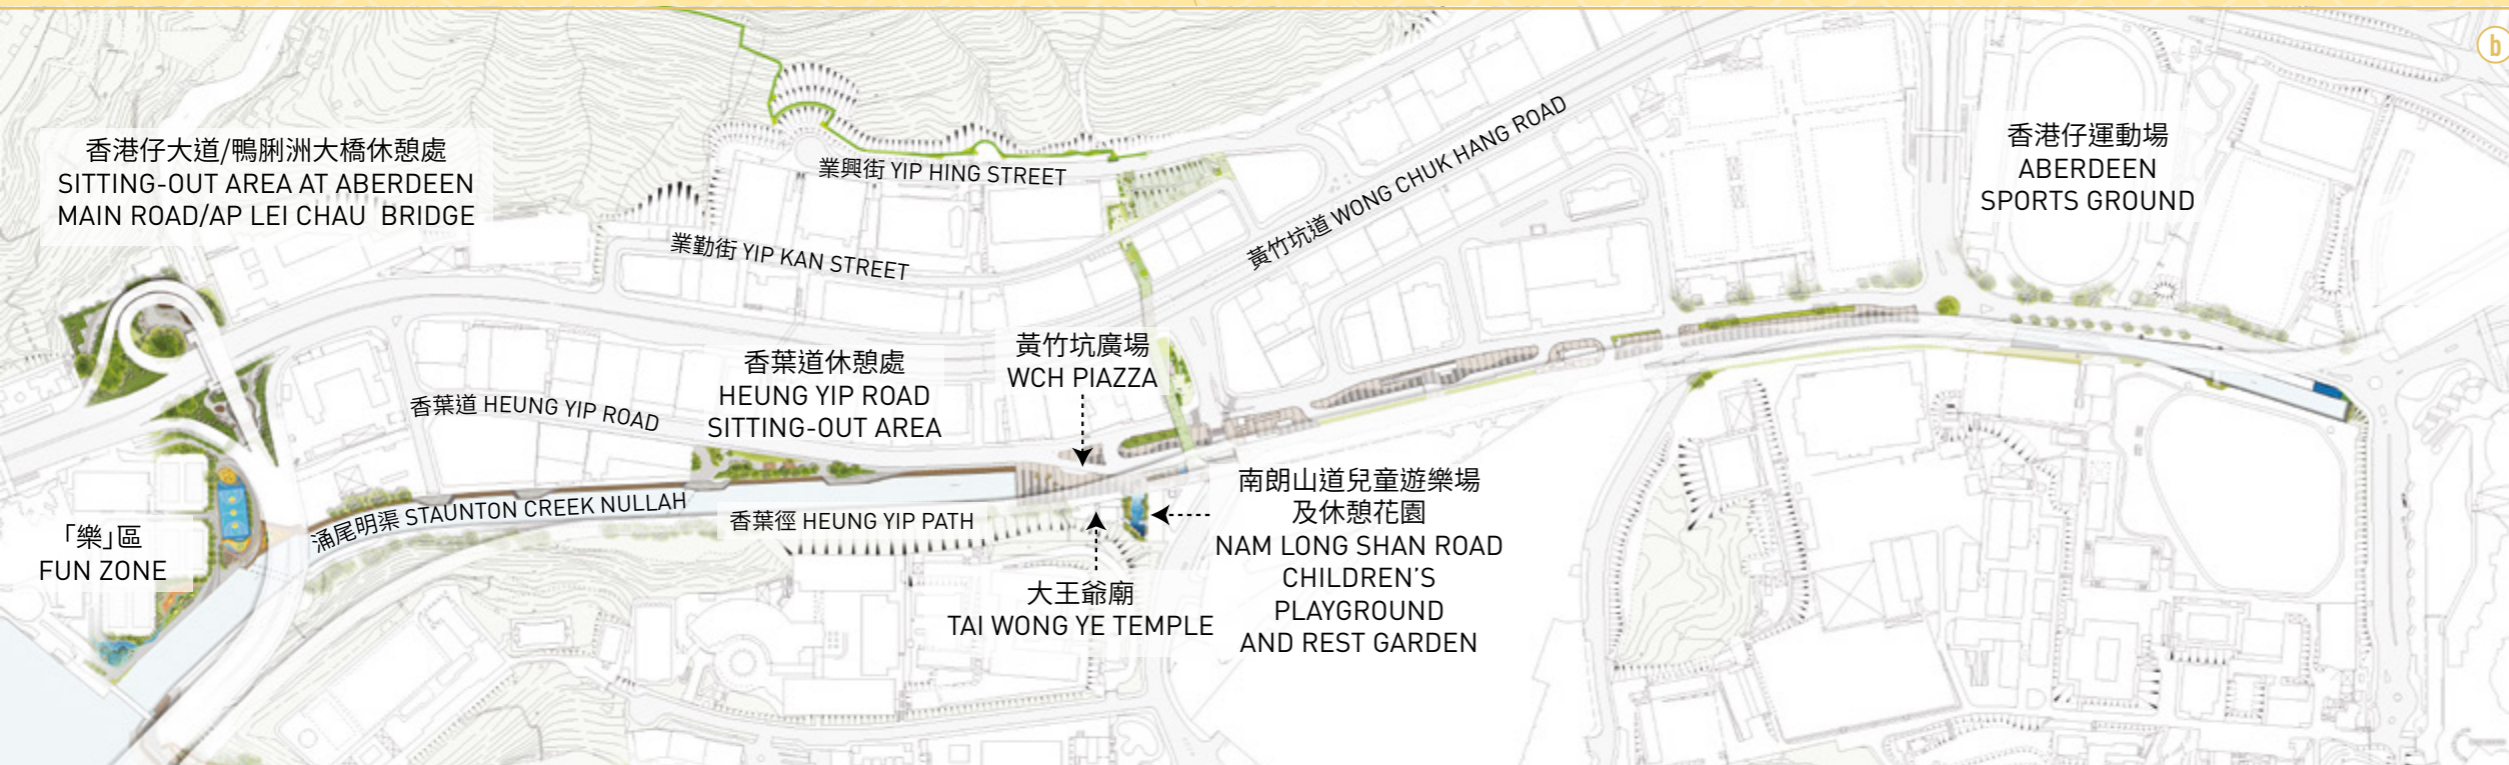 b
香港仔大道/鴨脷洲大橋休憩處
SITTING-OUT AREA AT ABERDEEN
MAIN ROAD/AP LEI CHAU BRIDGE
業興街 YIP HING STREET
業勤街 YIP KAN STREET
黃竹坑道 WONG CHUK HANG ROAD
香港仔運動場
ABERDEEN
SPORTS GROUND
香葉道 HEUNG YIP ROAD
香葉道休憩處
HEUNG YIP ROAD
SITTING-OUT AREA
黃竹坑廣場
WCH PIAZZA
「樂」區
FUN ZONE
涌尾明渠 STAUNTON CREEK NULLAH
香葉徑 HEUNG YIP PATH
大王爺廟
TAI WONG YE TEMPLE
南朗山道兒童遊樂場
及休憩花園
NAM LONG SHAN ROAD
CHILDREN'S
PLAYGROUND
AND REST GARDEN